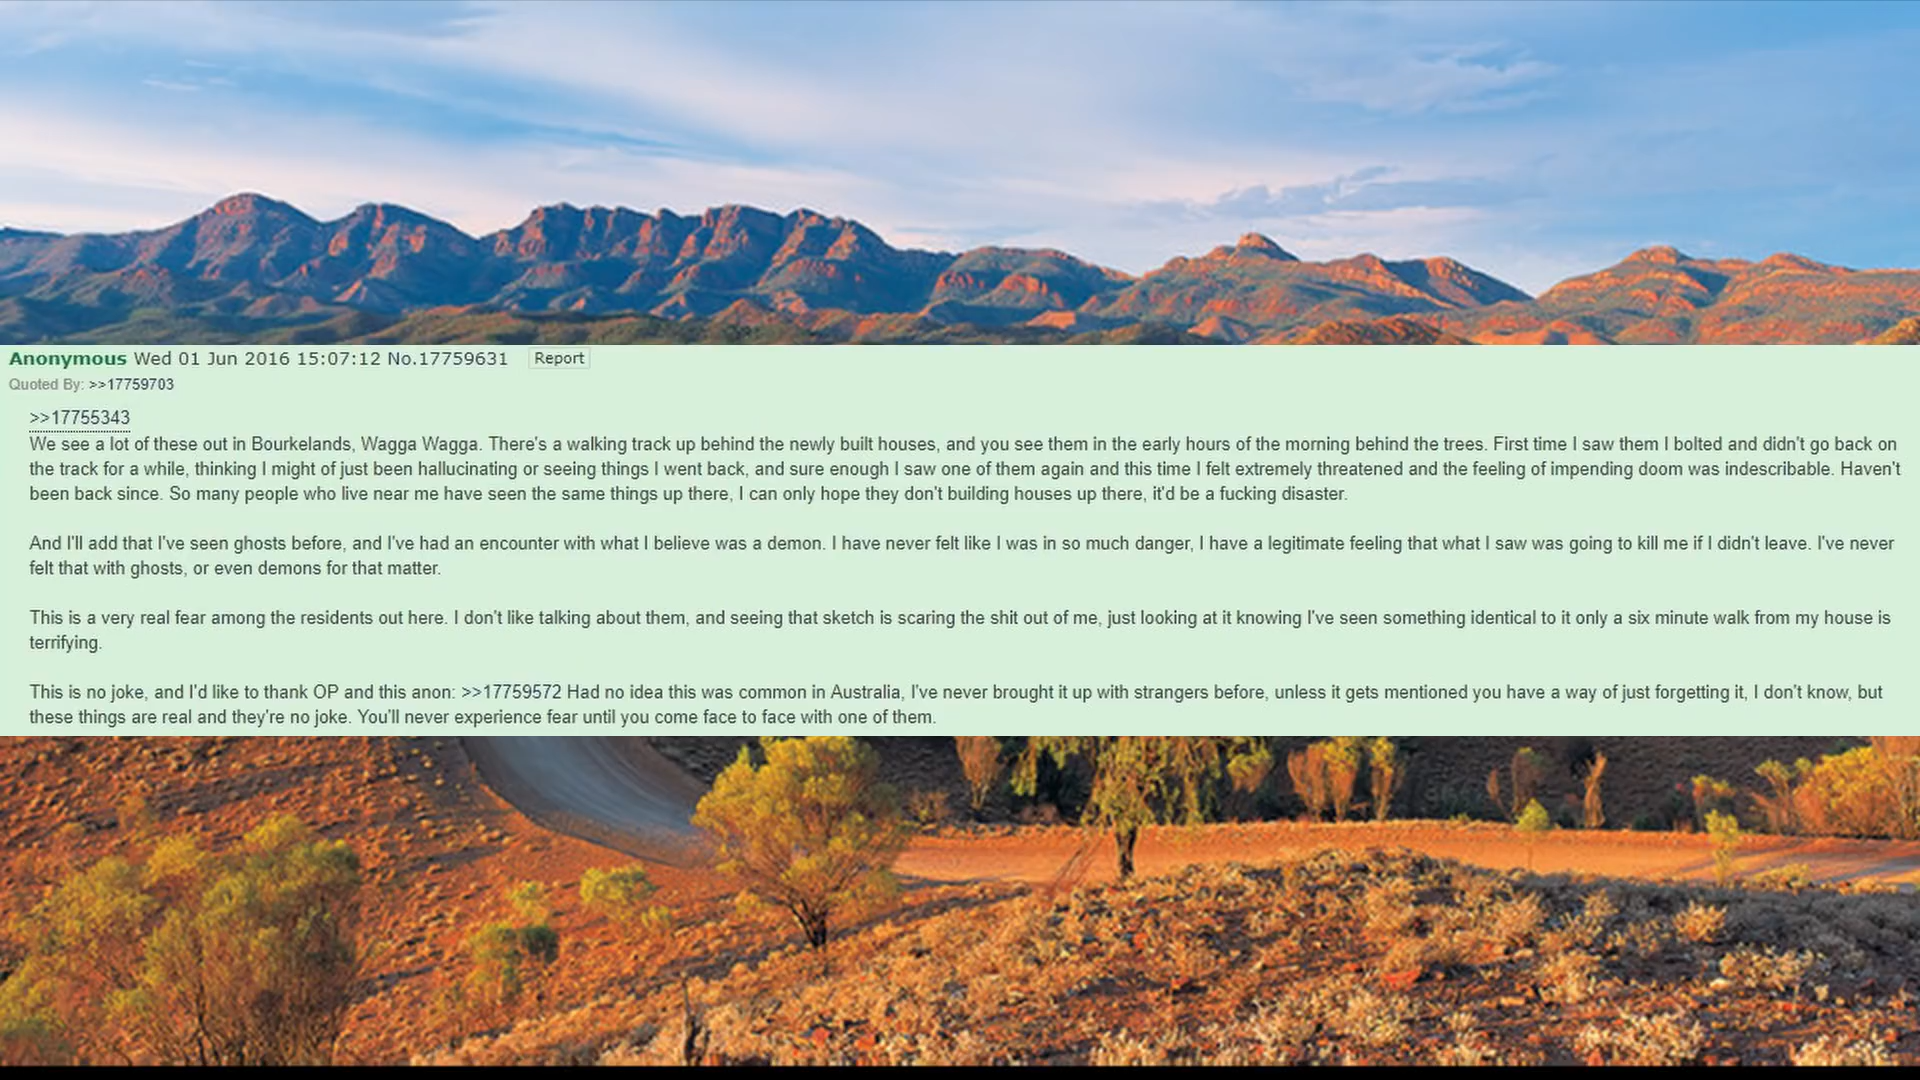 Anonymous Wed 01 Jun 2016 15:07:12 No.17759631 Report
Quoted By: >>17759703
>>17755343
We see a lot of these out in Bourkelands, Wagga Wagga. There's a walking track up behind the newly built houses, and you see them in the early hours of the morning behind the trees. First time I saw them I bolted and didn't go back on
the track for a while, thinking I might of just been hallucinating or seeing things I went back, and sure enough I saw one of them again and this time I felt extremely threatened and the feeling of impending doom was indescribable. Haven't
been back since. So many people who live near me have seen the same things up there, I can only hope they don't building houses up there, it'd be a fucking disaster.
And I'll add that I've seen ghosts before, and I've had an encounter with what I believe was a demon. I have never felt like I was in so much danger, I have a legitimate feeling that what I saw was going to kill me if I didn't leave. I've never
felt that with ghosts, or even demons for that matter.
This is a very real fear among the residents out here. I don't like talking about them, and seeing that sketch is scaring the shit out of me, just looking at it knowing I've seen something identical to it only a six minute walk from my house is
terrifying.
This is no joke, and I'd like to thank OP and this anon: >>17759572 Had no idea this was common in Australia, I've never brought it up with strangers before, unless it gets mentioned you have a way of just forgetting it, I don't know, but
these things are real and they're no joke. You'll never experience fear until you come face to face with one of them.